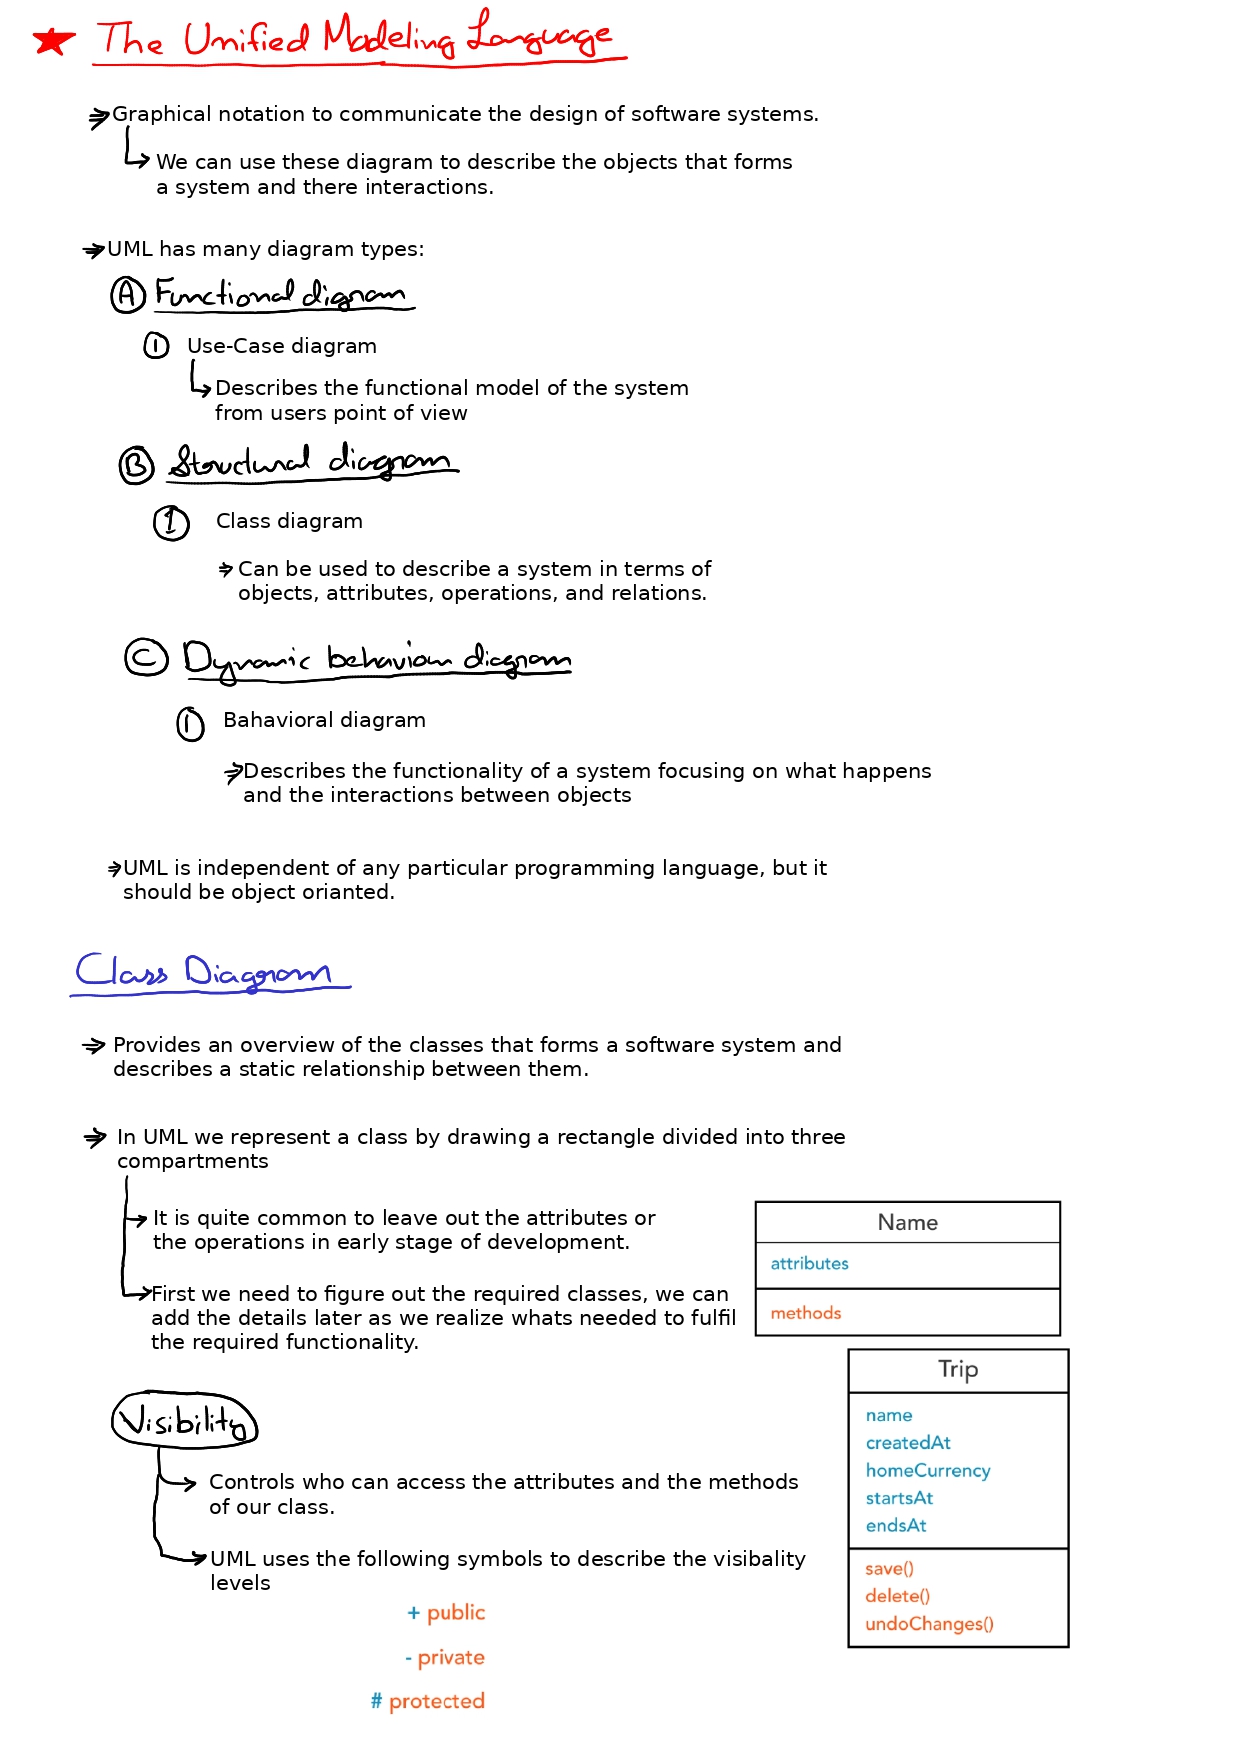 The Unified Modeling Language
Graphical notation to communicate the design of software systems.
We can use these diagram to describe the objects that forms
a system and there interactions.
UML has many diagram types:
A Functional digram
1 Use-Case diagram
Describes the functional model of the system
from users point of view
B Structural diagram
1 Class diagram
Can be used to describe a system in terms of
objects, attributes, operations, and relations.
C Dynamic behaviour diagram
1 Bahavioral diagram
Describes the functionality of a system focusing on what happens
and the interactions between objects
UML is independent of any particular programming language, but it
should be object orianted.
Class Diagram
Provides an overview of the classes that forms a software system and
describes a static relationship between them.
In UML we represent a class by drawing a rectangle divided into three
compartments
It is quite common to leave out the attributes or
the operations in early stage of development.
First we need to figure out the required classes, we can
add the details later as we realize whats needed to fulfil
the required functionality.
Name
attributes
methods
Trip
name
createdAt
homeCurrency
startsAt
endsAt
save()
delete()
undoChanges()
Visibility
Controls who can access the attributes and the methods
of our class.
UML uses the following symbols to describe the visibality
levels
+ public
- private
# protected